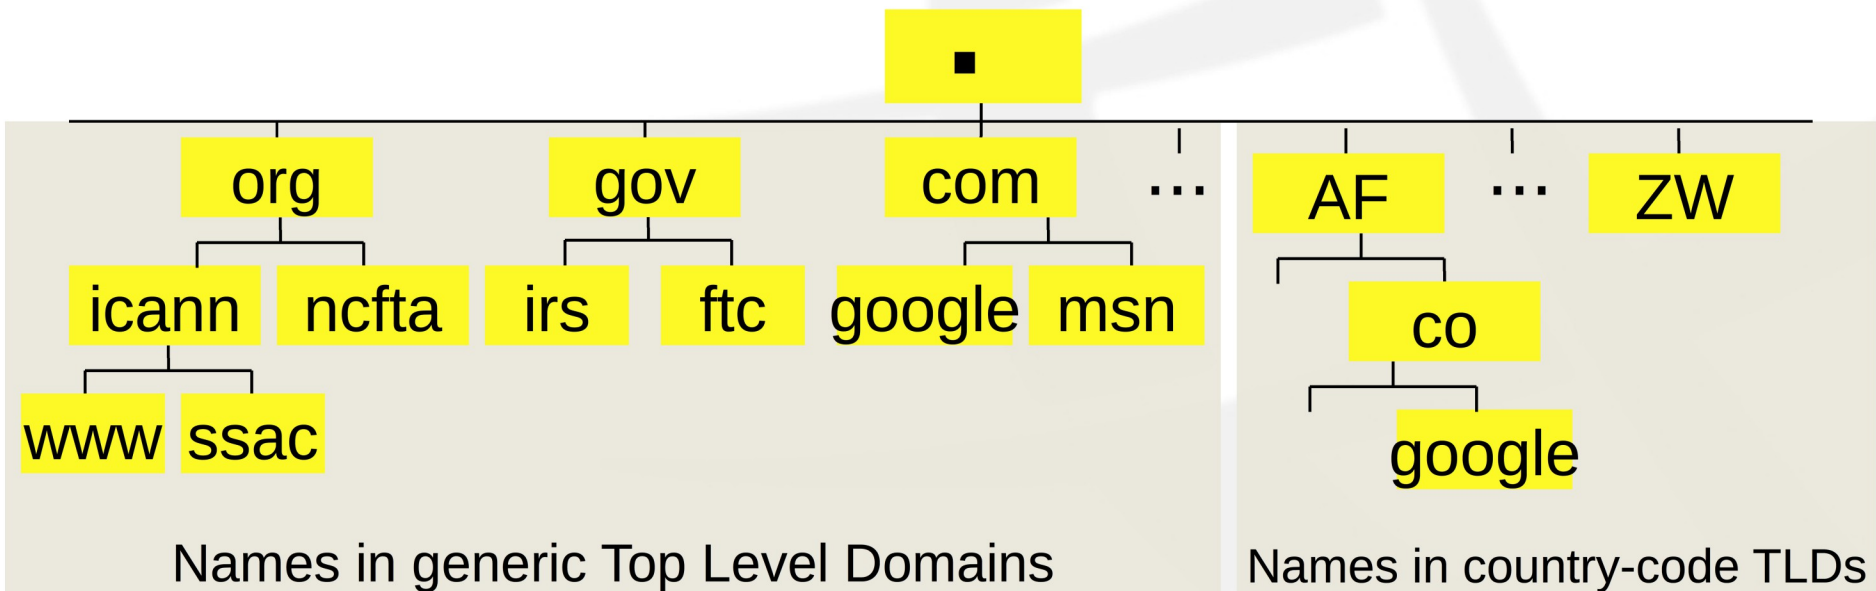 .
org gov com ... AF ... ZW
icann ncfta irs ftc google msn co
www ssac google
Names in generic Top Level Domains
Names in country-code TLDs